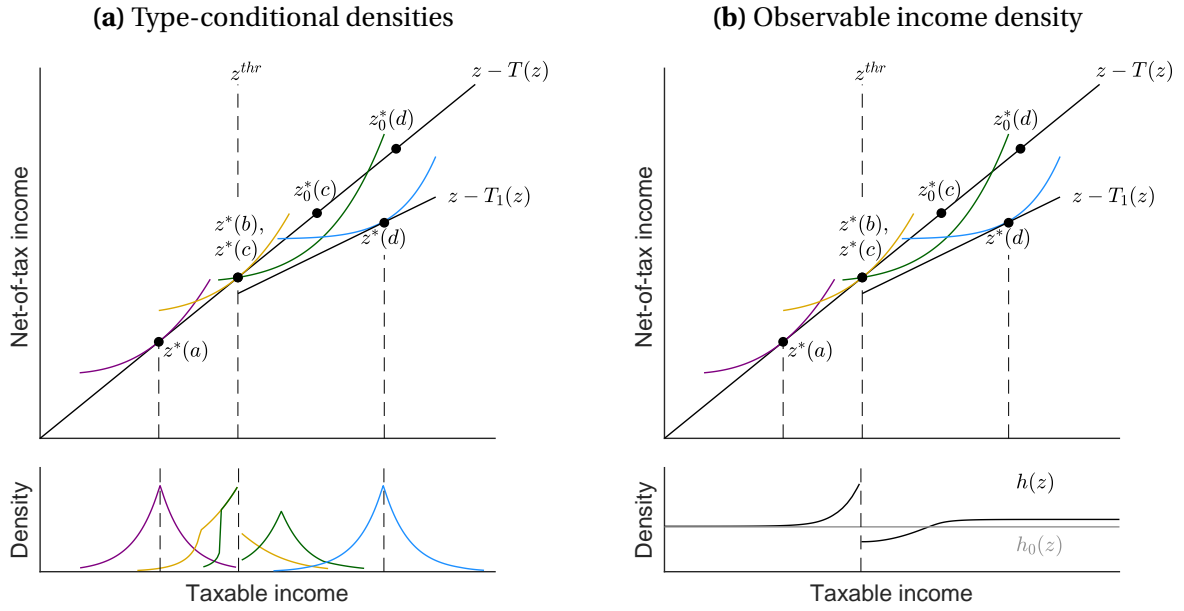 (a) Type-conditional densities
z^{thr}
z − T(z)
z_0^*(d)
z_0^*(c)
z − T_1(z)
z^*(b),
z^*(c)
z^*(d)
z^*(a)
Net-of-tax income
Density
Taxable income
(b) Observable income density
z^{thr}
z − T(z)
z_0^*(d)
z_0^*(c)
z − T_1(z)
z^*(b),
z^*(c)
z^*(d)
z^*(a)
Net-of-tax income
h(z)
h_0(z)
Density
Taxable income